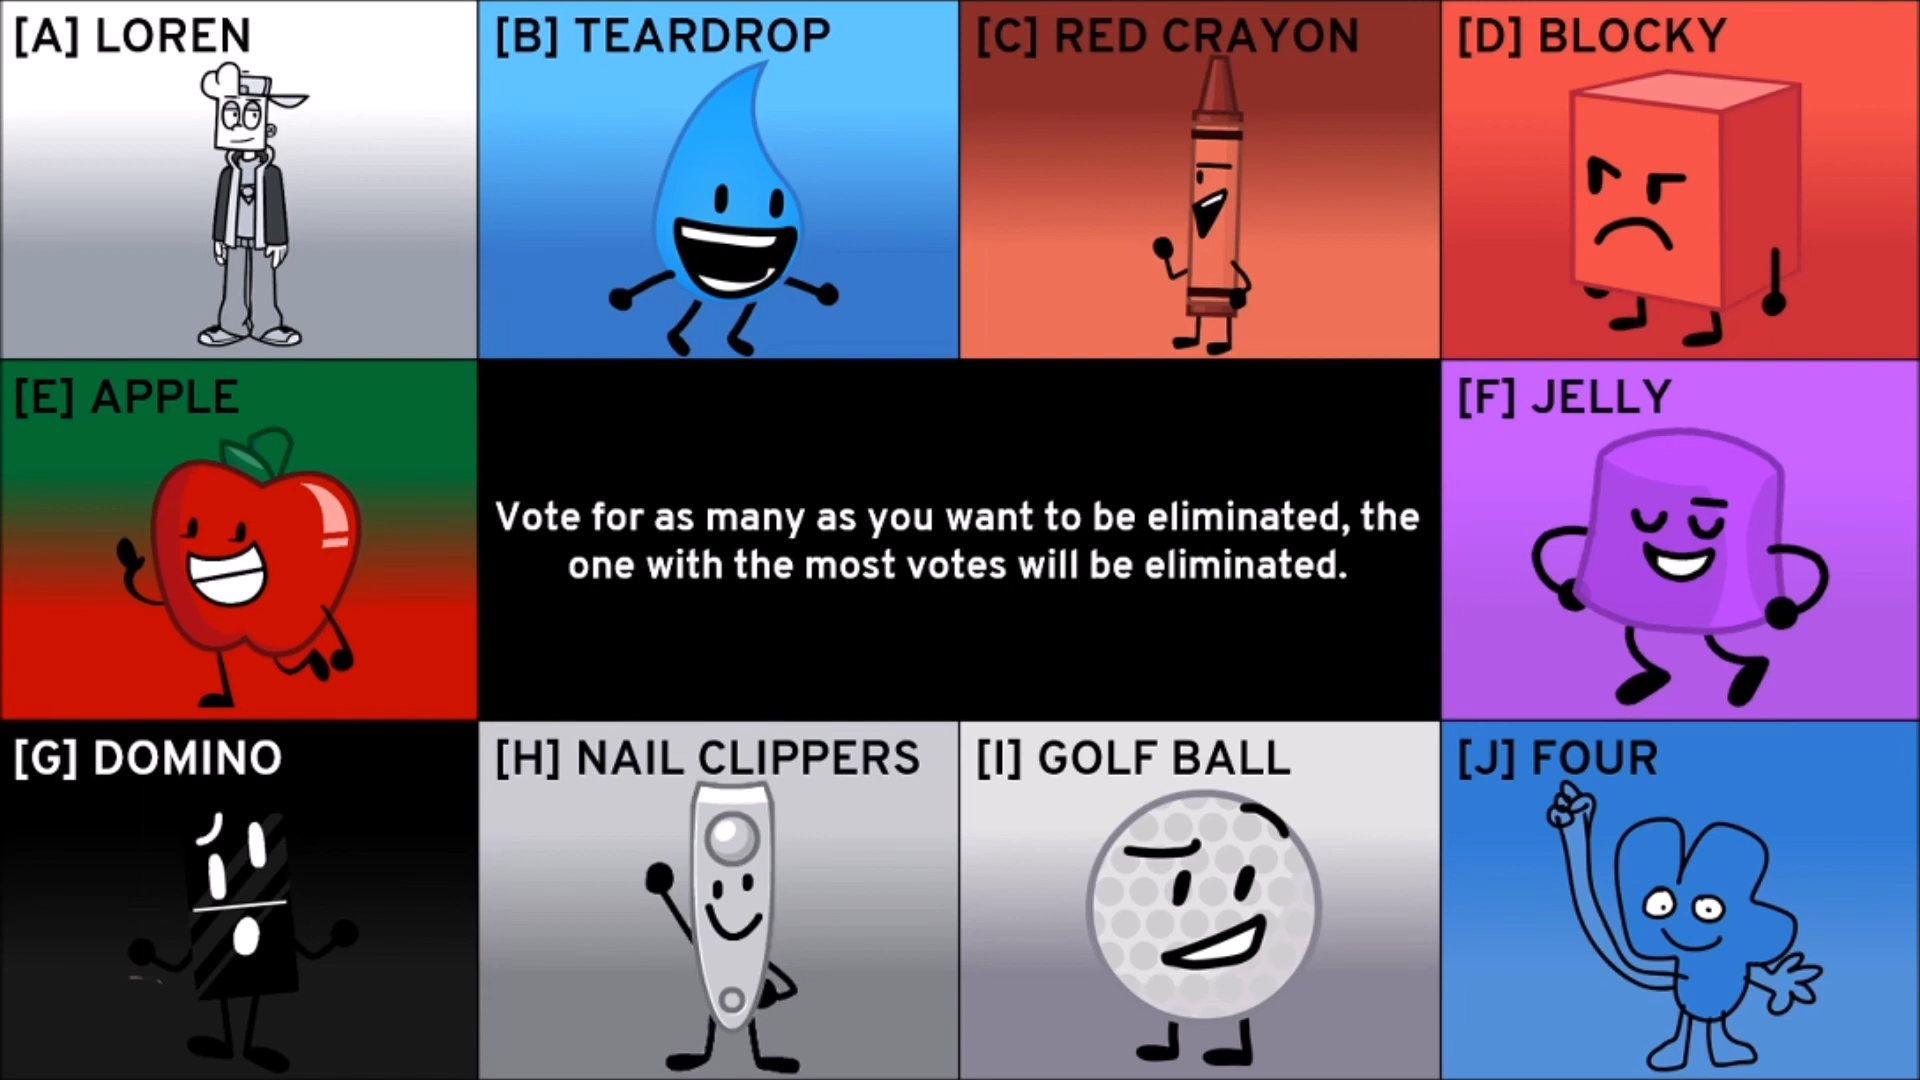 [A] LOREN
[B] TEARDROP
[C] RED CRAYON
[D] BLOCKY
[E] APPLE
Vote for as many as you want to be eliminated, the
one with the most votes will be eliminated.
[F] JELLY
[G] DOMINO
[H] NAIL CLIPPERS
[I] GOLF BALL
[J] FOUR